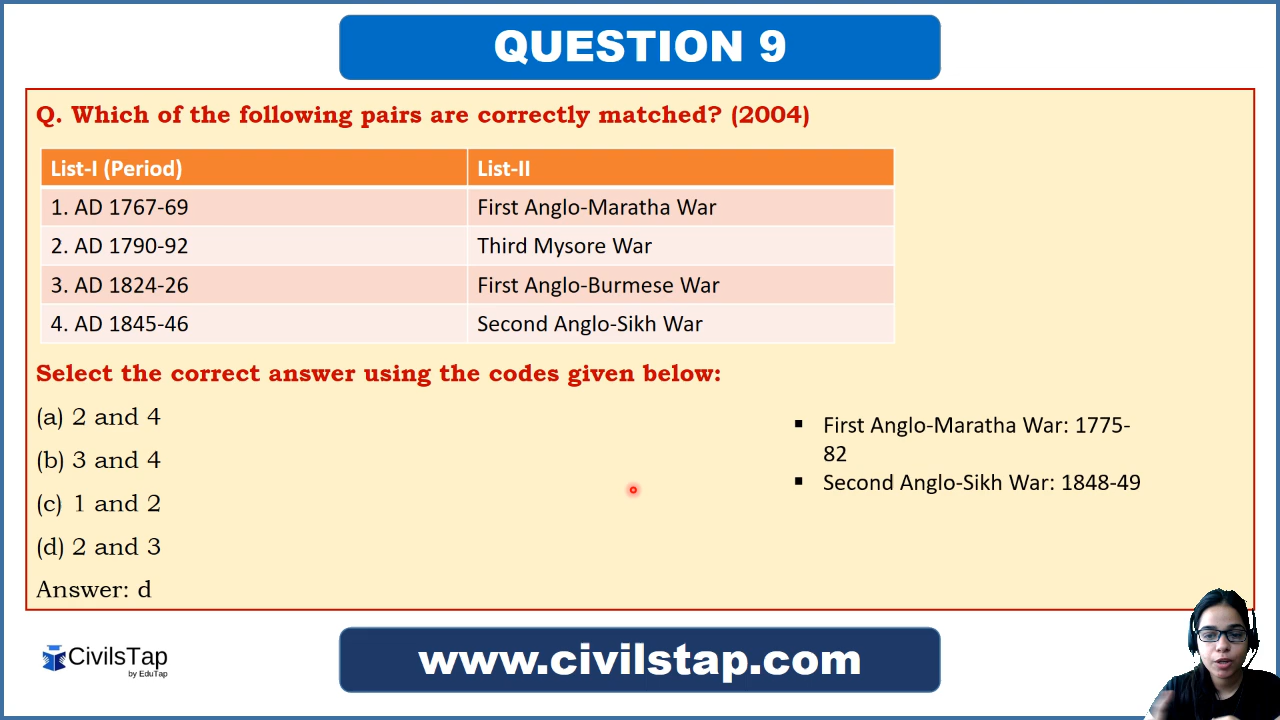 QUESTION 9
Q. Which of the following pairs are correctly matched? (2004)
List-I (Period) List-II
1. AD 1767-69 First Anglo-Maratha War
2. AD 1790-92 Third Mysore War
3. AD 1824-26 First Anglo-Burmese War
4. AD 1845-46 Second Anglo-Sikh War
Select the correct answer using the codes given below:
(a) 2 and 4
(b) 3 and 4
(c) 1 and 2
(d) 2 and 3
Answer: d
▪ First Anglo-Maratha War: 1775-
82
▪ Second Anglo-Sikh War: 1848-49
CivilsTap
by EduTap
www.civilstap.com